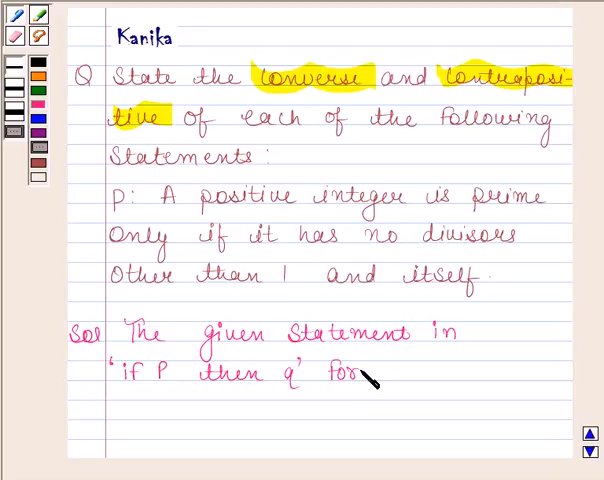 Kanika
Q State the converse and contraposi-
tive of each of the following
Statements:
p: A positive integer is prime
Only if it has no divisors
Other than 1 and itself.
Sol The given Statement in
'if P then q' for